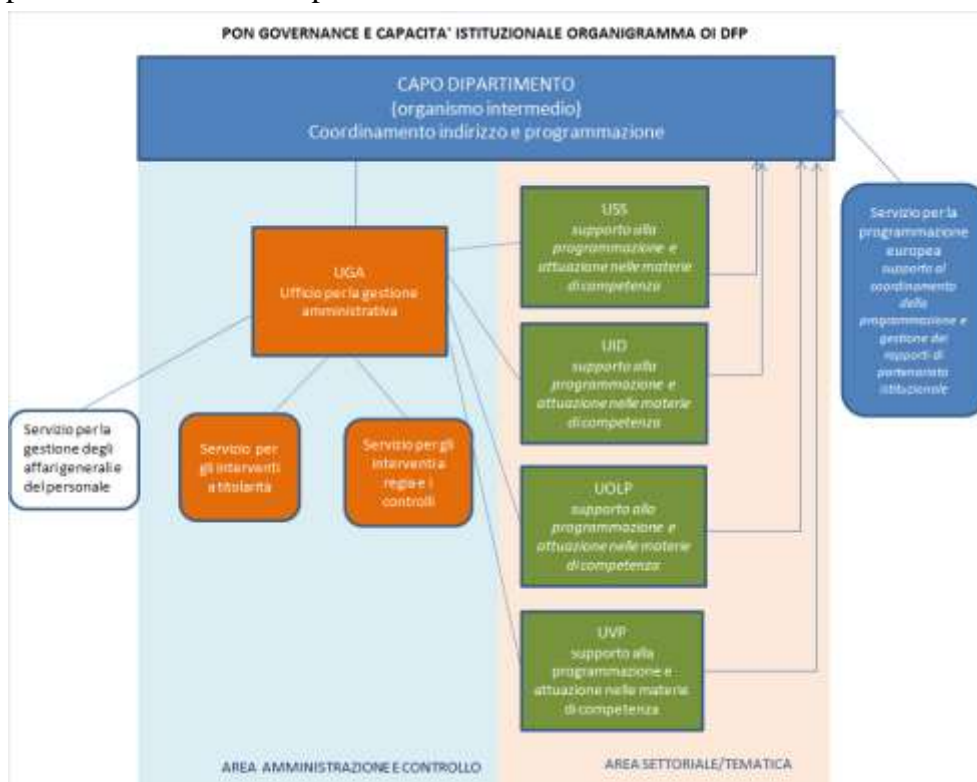 PON GOVERNANCE E CAPACITA' ISTITUZIONALE ORGANIGRAMMA OI DFP
CAPO DIPARTIMENTO
(organismo intermedio)
Coordinamento indirizzo e programmazione
USS
supporto alla
programmazione e
attuazione nelle materie
di competenza
Servizio per la
programmazione
europea
supporto al
coordinamento
della
programmazione e
gestione dei
rapporti di
partenariato
istituzionale
UGA
Ufficio per la gestione
amministrativa
UID
supporto alla
programmazione e
attuazione nelle materie
di competenza
Servizio per la
gestione degli
affari generali e
del personale
Servizio per
gli interventi
a titolarità
Servizio per gli
interventi a
regia e i
controlli
UOLP
supporto alla
programmazione e
attuazione nelle materie
di competenza
UVP
supporto alla
programmazione e
attuazione nelle materie
di competenza
AREA AMMINISTRAZIONE E CONTROLLO
AREA SETTORIALE/TEMATICA